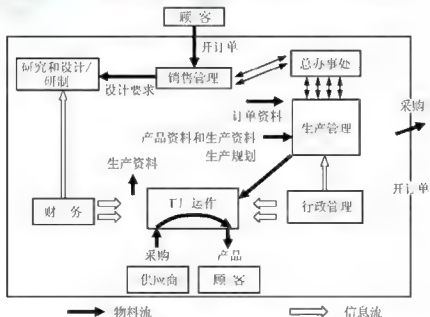 顾 客
开订单
研究和设计/
研制
设计要求
销售管理
总办事处
订单资料
产品资料和生产资料
生产规划
生产管理
采购
开订单
生产资料
财 务
工厂运作
行政管理
采购
产品
供应商
顾 客
物料流
信息流